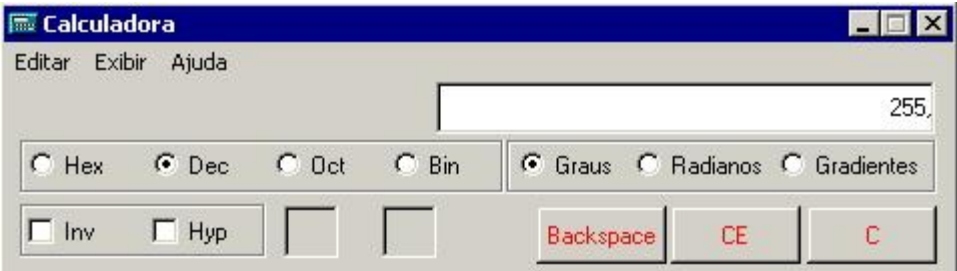 Calculadora
Editar Exibir Ajuda
255,
Hex Dec Oct Bin Graus Radianos Gradientes
Inv Hyp Backspace CE C